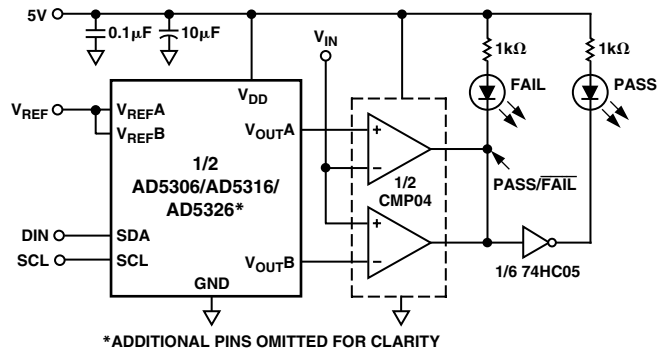 5V
0.1μF
10μF
VIN
1kΩ
1kΩ
FAIL
PASS
VDD
VREF
VREFA
VREFB
VOUTA
+
−
1/2
AD5306/AD5316/
AD5326*
1/2
CMP04
PASS/FAIL
+
−
DIN
SDA
SCL
SCL
VOUTB
GND
1/6 74HC05
*ADDITIONAL PINS OMITTED FOR CLARITY